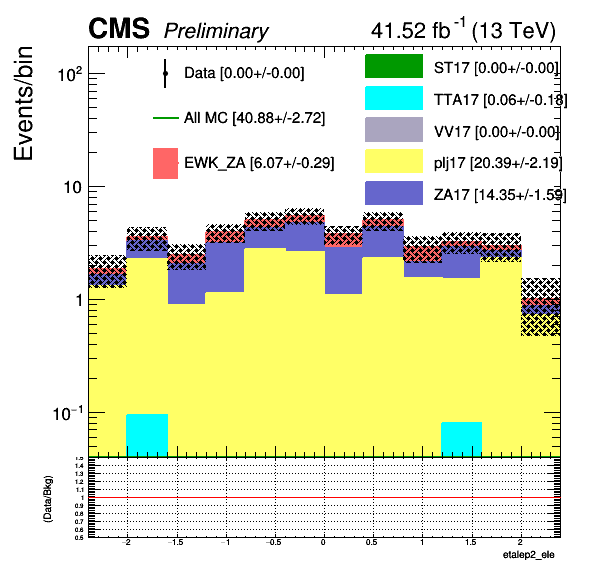 CMS Preliminary 41.52 fb⁻¹ (13 TeV)
Events/bin
Data [0.00+/-0.00]
All MC [40.88+/-2.72]
EWK_ZA [6.07+/-0.29]
ST17 [0.00+/-0.00]
TTA17 [0.06+/-0.18]
VV17 [0.00+/-0.00]
plj17 [20.39+/-2.19]
ZA17 [14.35+/-1.59]
10²
10
1
10⁻¹
(Data/Bkg)
1.5
1.4
1.3
1.2
1.1
1
0.9
0.8
0.7
0.6
0.5
−2 −1.5 −1 −0.5 0 0.5 1 1.5 2
etalep2_ele